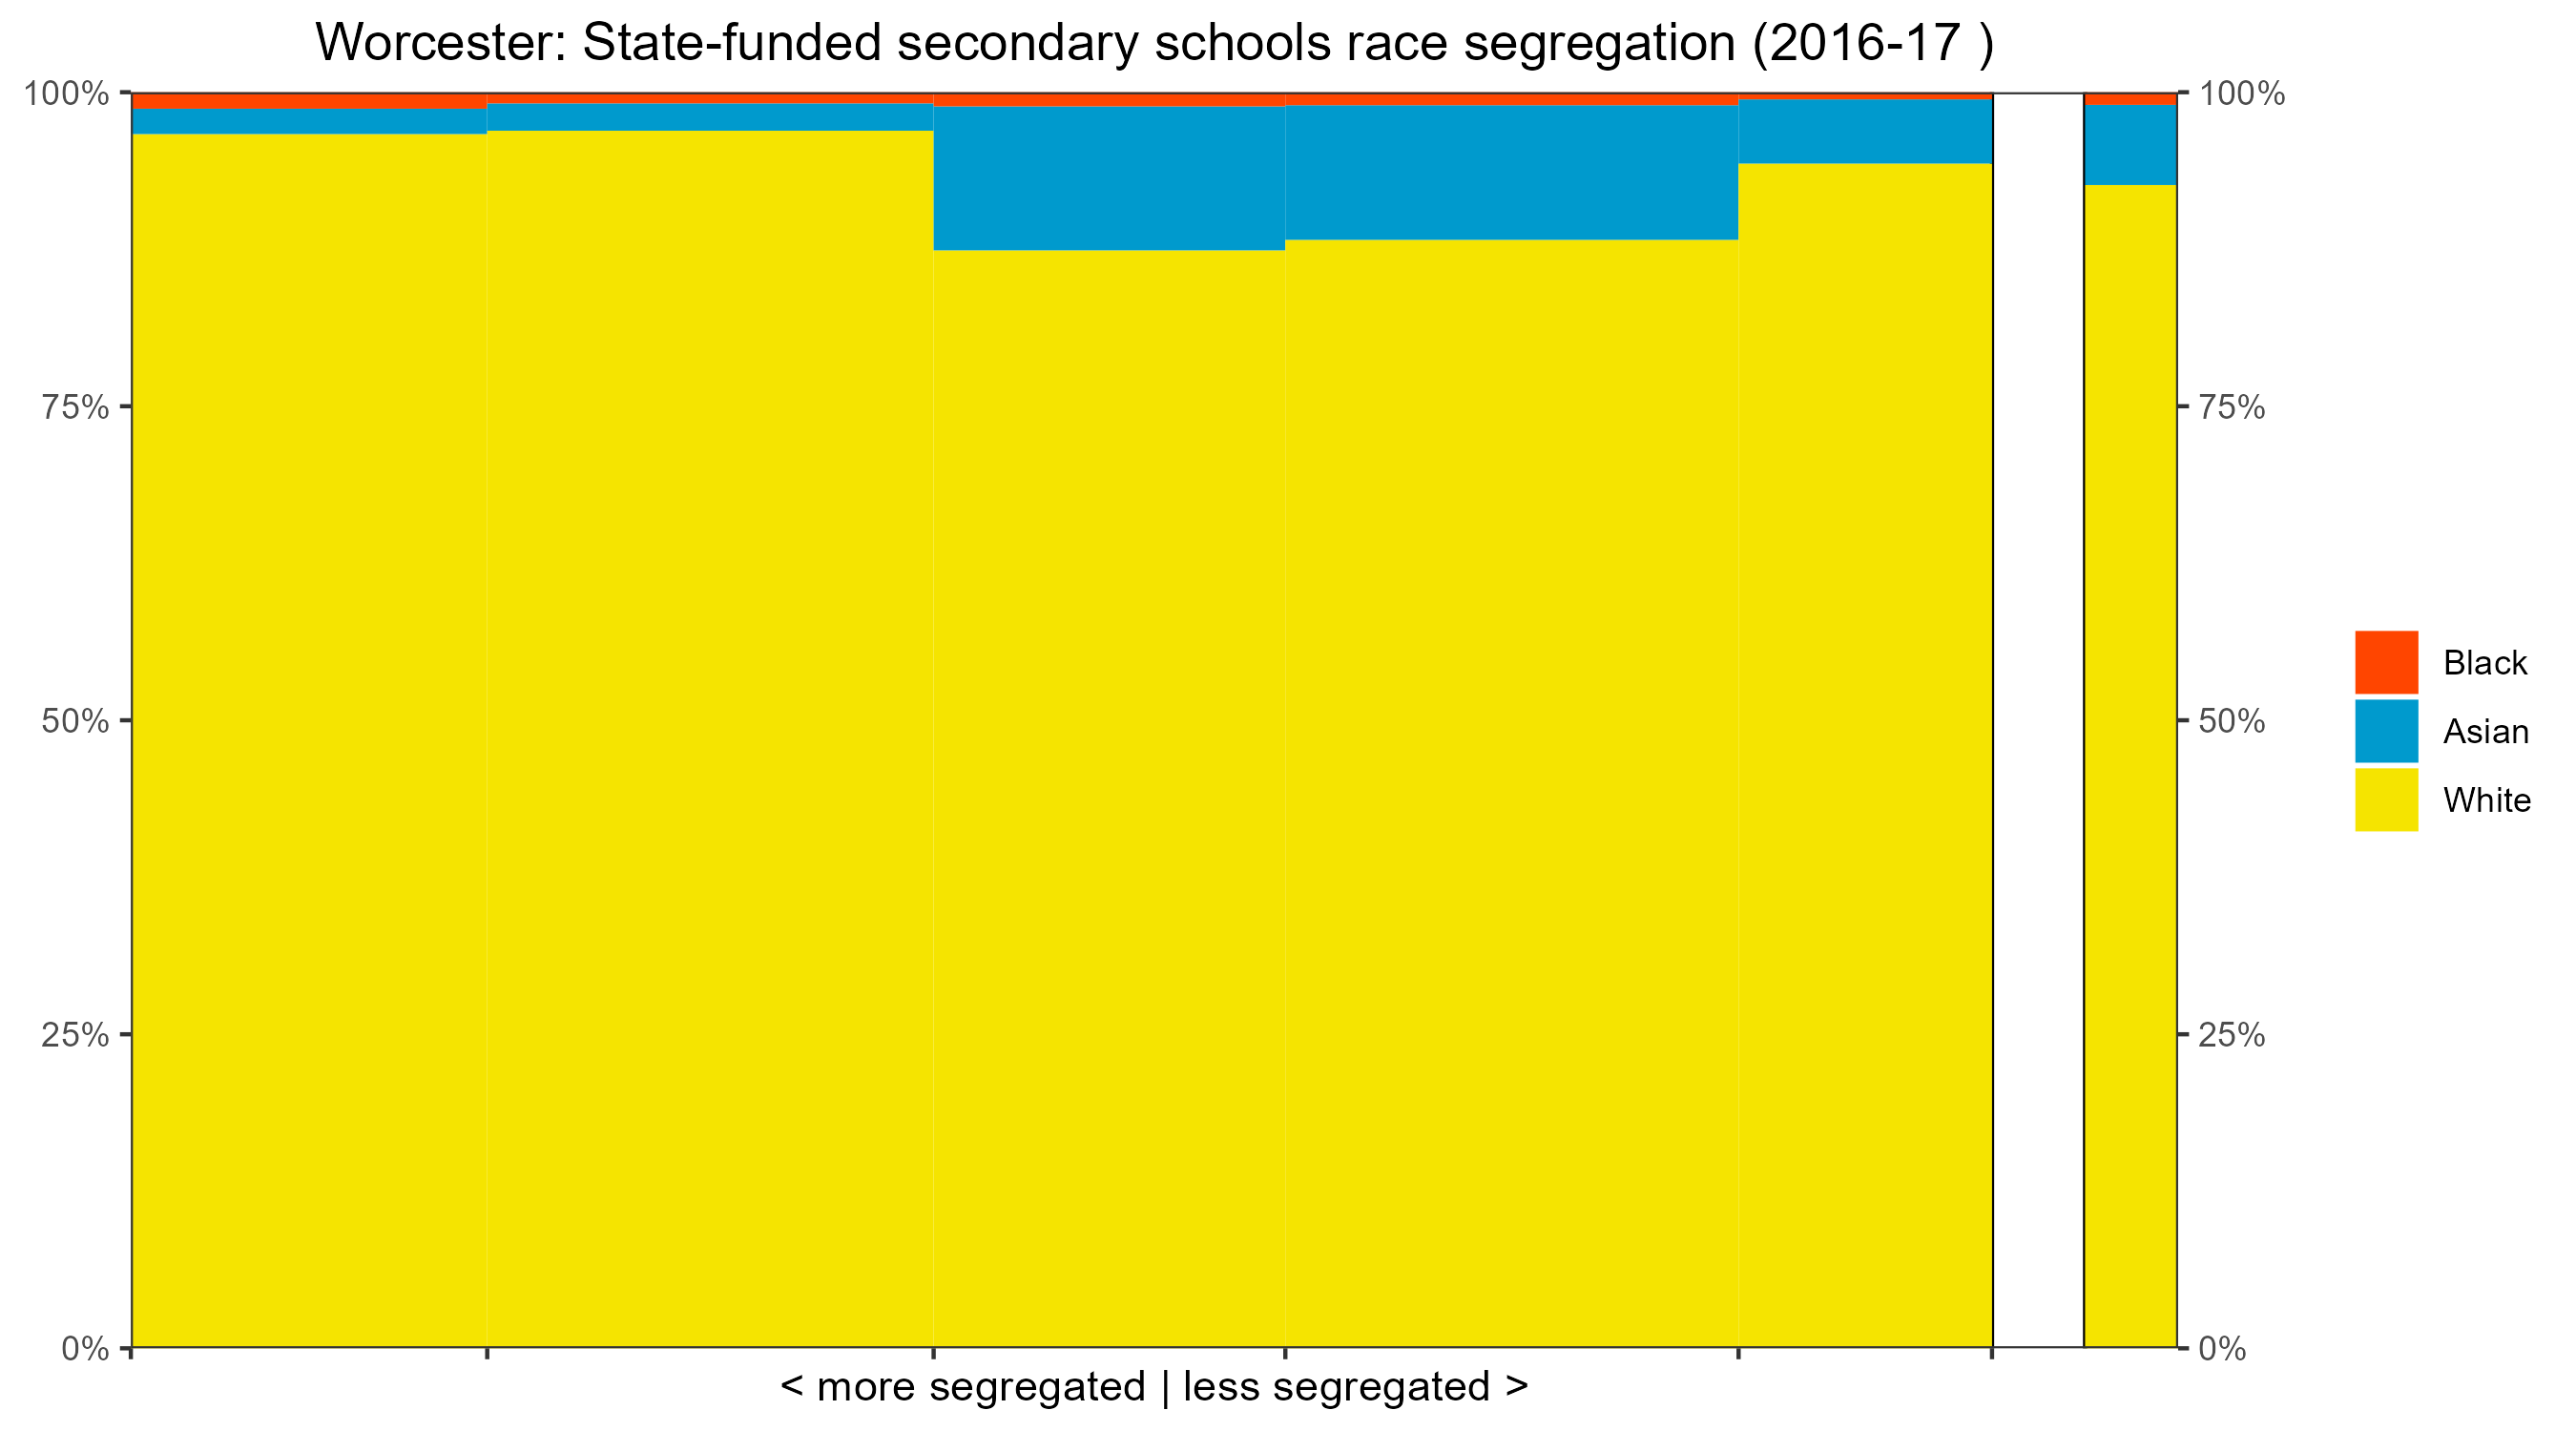 Worcester: State-funded secondary schools race segregation (2016-17 )
100%
75%
50%
25%
0%
100%
75%
50%
25%
0%
Black
Asian
White
< more segregated | less segregated >